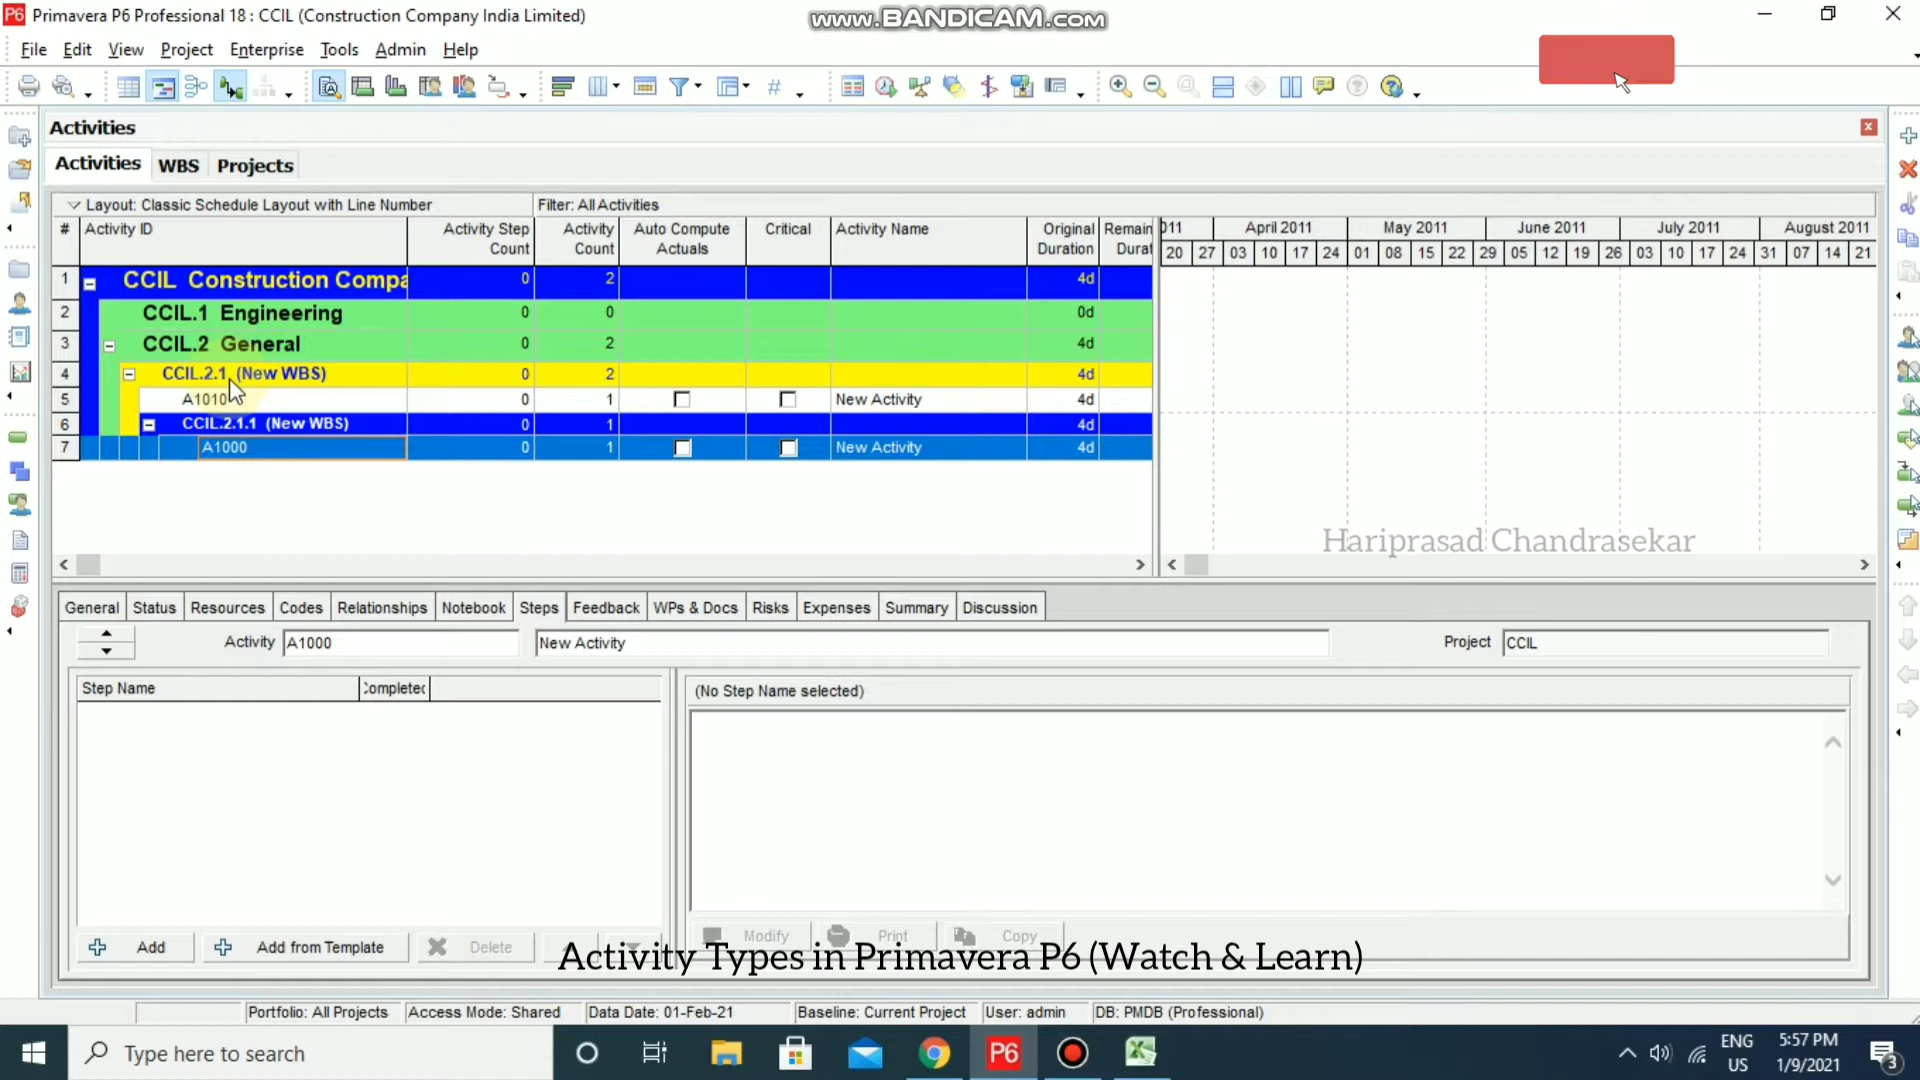 Primavera P6 Professional 18 : CCIL (Construction Company India Limited)
www.BANDICAM.com
File Edit View Project Enterprise Tools Admin Help
Activities
Activities WBS Projects
Layout: Classic Schedule Layout with Line Number Filter: All Activities
# Activity ID Activity Step Count Activity Count Auto Compute Actuals Critical Activity Name Original Duration Remain Durat
011 April 2011 May 2011 June 2011 July 2011 August 2011
20 27 03 10 17 24 01 08 15 22 29 05 12 19 26 03 10 17 24 31 07 14 21
1 CCIL Construction Compa 0 2 4d
2 CCIL.1 Engineering 0 0 0d
3 CCIL.2 General 0 2 4d
4 CCIL.2.1 (New WBS) 0 2 4d
5 A1010 0 1 New Activity 4d
6 CCIL.2.1.1 (New WBS) 0 1 4d
7 A1000 0 1 New Activity 4d
Hariprasad Chandrasekar
General Status Resources Codes Relationships Notebook Steps Feedback WPs & Docs Risks Expenses Summary Discussion
Activity A1000 New Activity Project CCIL
Step Name Completed (No Step Name selected)
Add Add from Template Delete Modify Print Copy
Activity Types in Primavera P6 (Watch & Learn)
Portfolio: All Projects Access Mode: Shared Data Date: 01-Feb-21 Baseline: Current Project User: admin DB: PMDB (Professional)
Type here to search P6 ENG US 5:57 PM 1/9/2021 3